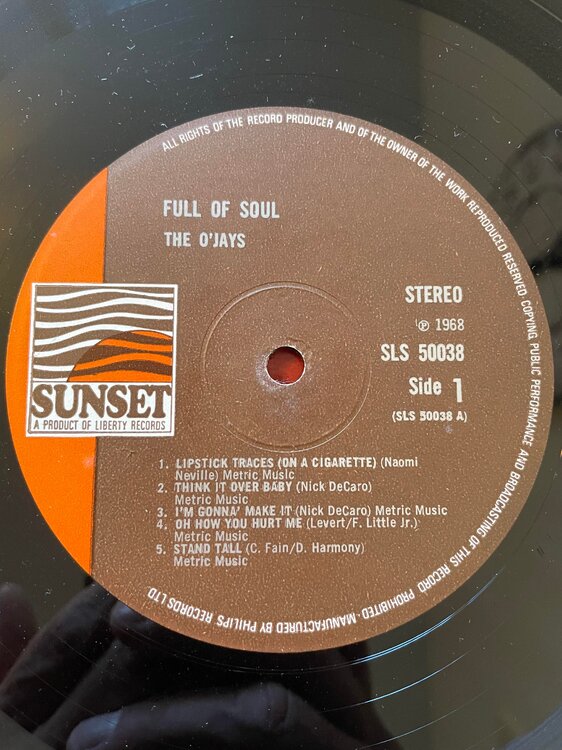 ALL RIGHTS OF THE RECORD PRODUCER AND OF THE OWNER OF THE WORK REPRODUCED RESERVED. COPYING, PUBLIC PERFORMANCE AND BROADCASTING OF THIS RECORD PROHIBITED · MANUFACTURED BY PHILIPS RECORDS LTD
FULL OF SOUL
THE O'JAYS
STEREO
℗ 1968
SLS 50038
Side 1
(SLS 50038 A)
SUNSET
A PRODUCT OF LIBERTY RECORDS
1. LIPSTICK TRACES (ON A CIGARETTE) (Naomi
Neville) Metric Music
2. THINK IT OVER BABY (Nick DeCaro)
Metric Music
3. I'M GONNA' MAKE IT (Nick DeCaro) Metric Music
4. OH HOW YOU HURT ME (Levert/F. Little Jr.)
Metric Music
5. STAND TALL (C. Fain/D. Harmony)
Metric Music